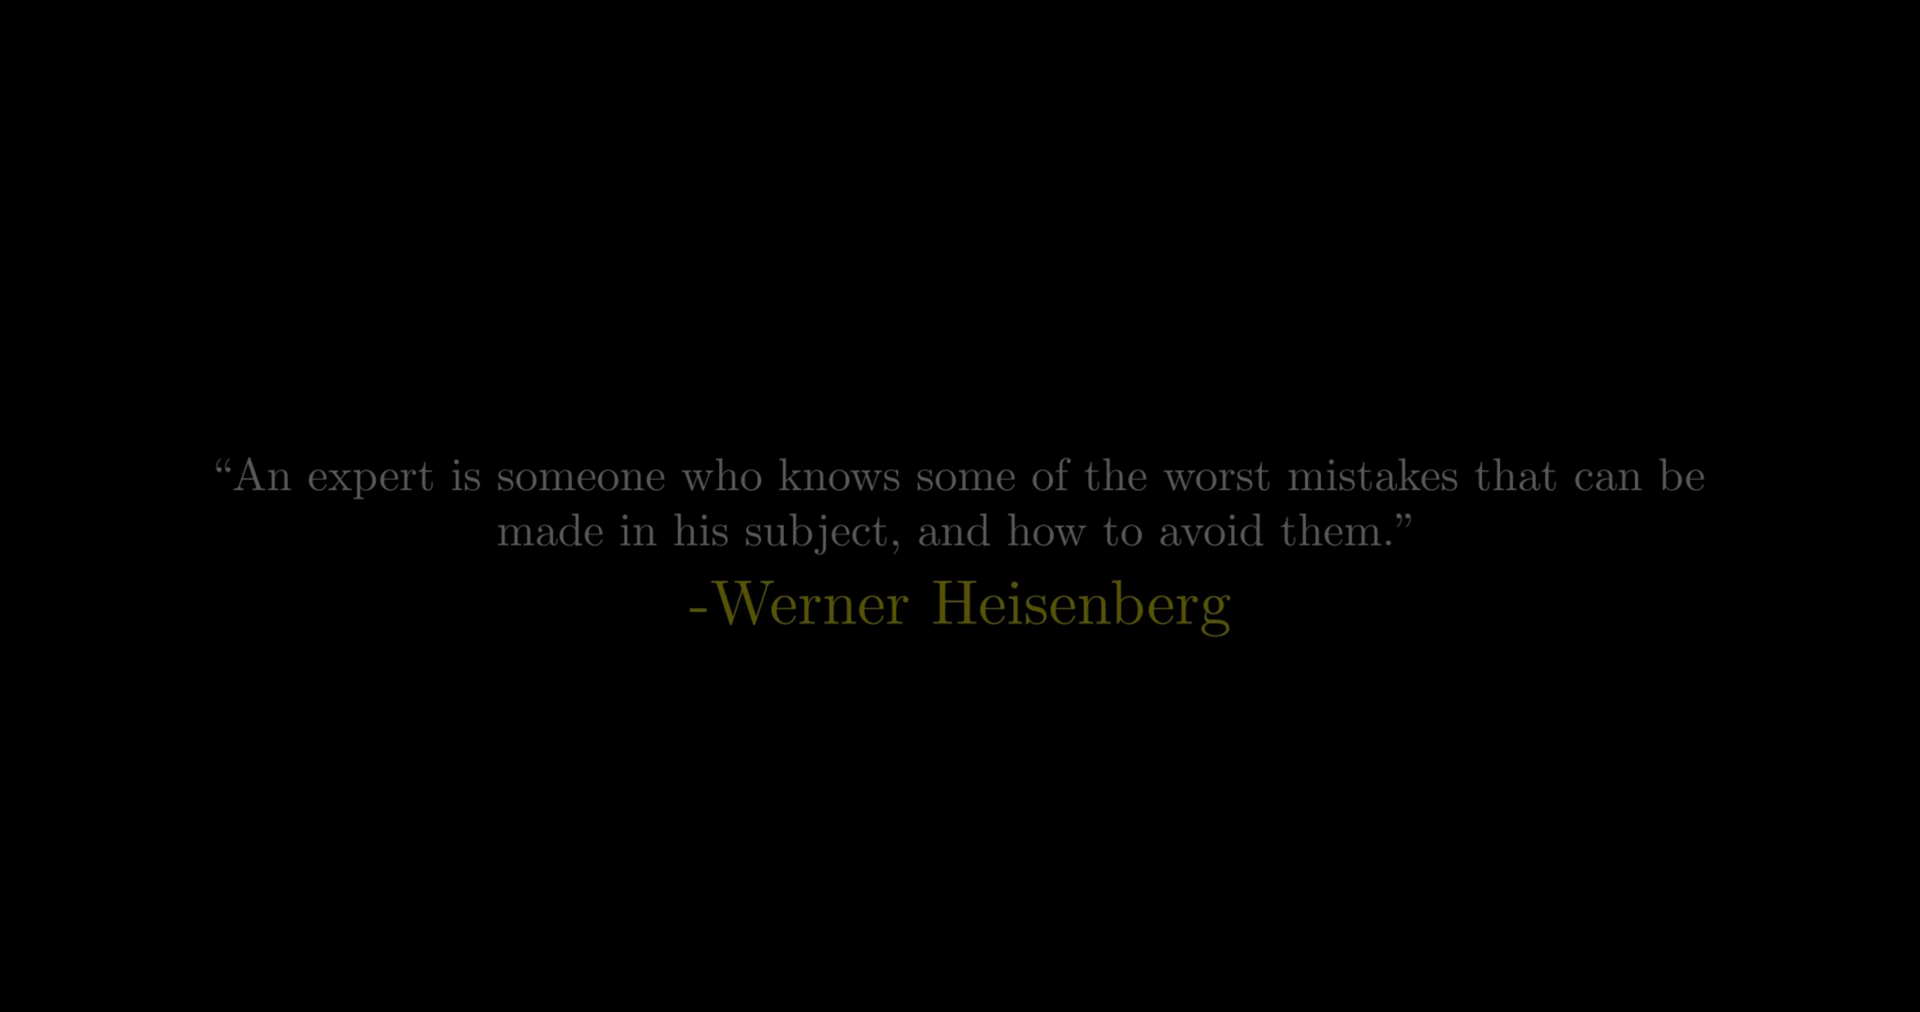 “An expert is someone who knows some of the worst mistakes that can be
made in his subject, and how to avoid them.”
-Werner Heisenberg